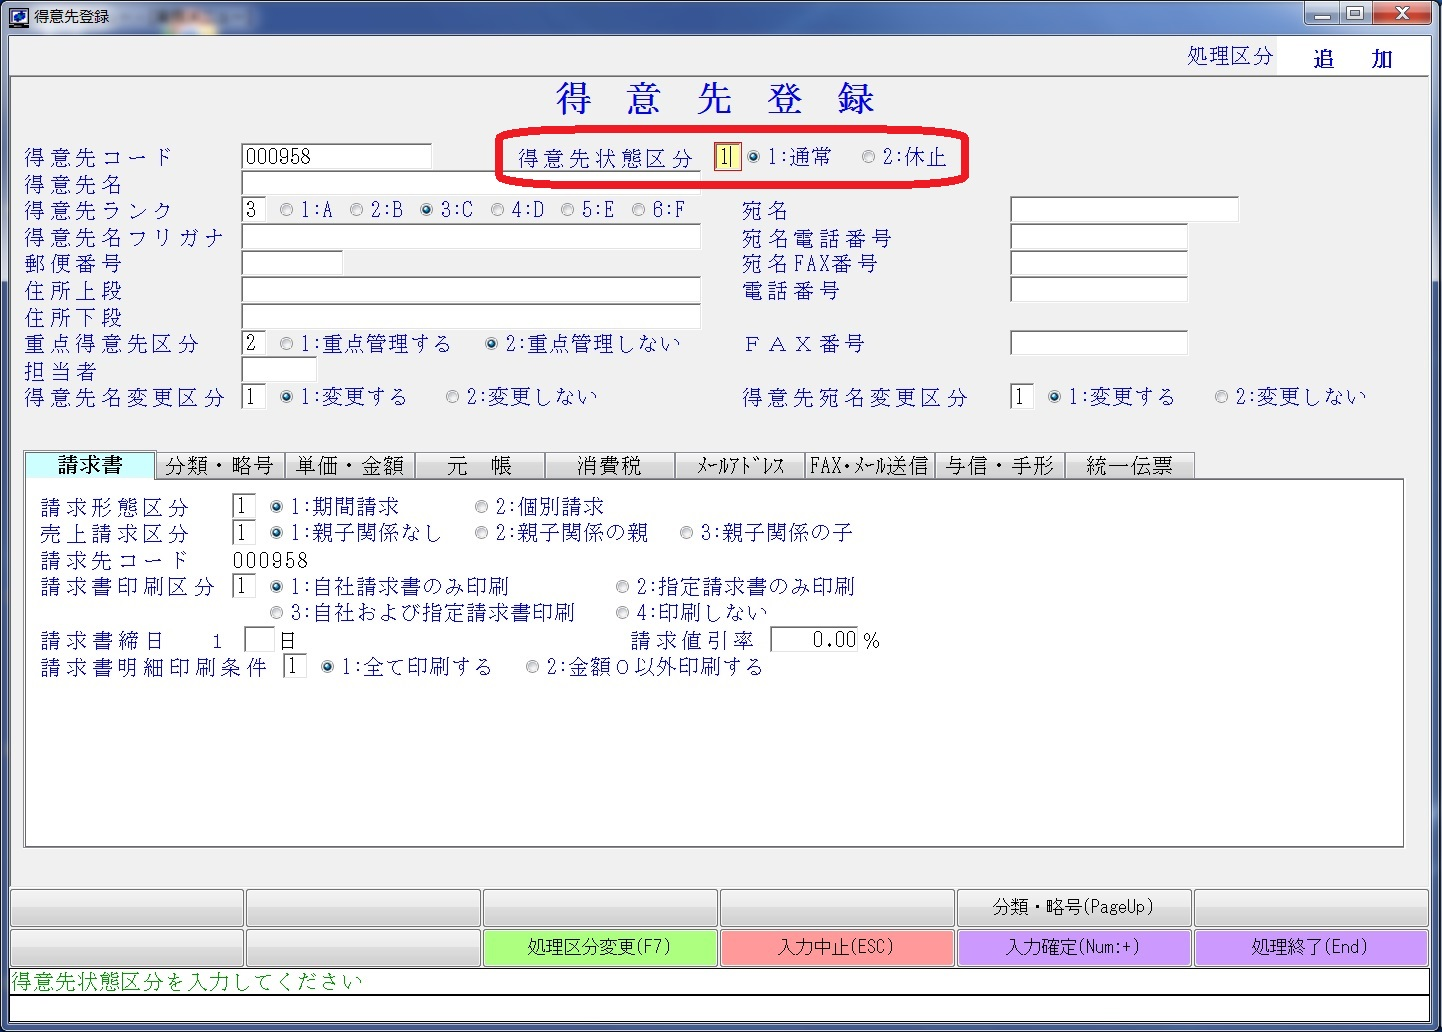 得意先登録
処理区分 追 加
得 意 先 登 録
得意先コード 000958 得意先状態区分 1 1:通常 2:休止
得意先名
得意先ランク 3 1:A 2:B 3:C 4:D 5:E 6:F 宛名
得意先名フリガナ 宛名電話番号
郵便番号 宛名FAX番号
住所上段 電話番号
住所下段
重点得意先区分 2 1:重点管理する 2:重点管理しない ＦＡＸ番号
担当者
得意先名変更区分 1 1:変更する 2:変更しない 得意先宛名変更区分 1 1:変更する 2:変更しない
請求書 分類・略号 単価・金額 元 帳 消費税 ﾒｰﾙｱﾄﾞﾚｽ FAX・ﾒｰﾙ送信 与信・手形 統一伝票
請求形態区分 1 1:期間請求 2:個別請求
売上請求区分 1 1:親子関係なし 2:親子関係の親 3:親子関係の子
請求先コード 000958
請求書印刷区分 1 1:自社請求書のみ印刷 2:指定請求書のみ印刷
3:自社および指定請求書印刷 4:印刷しない
請求書締日 1 日 請求値引率 0.00 %
請求書明細印刷条件 1 1:全て印刷する 2:金額０以外印刷する
分類・略号(PageUp)
処理区分変更(F7) 入力中止(ESC) 入力確定(Num:+) 処理終了(End)
得意先状態区分を入力してください